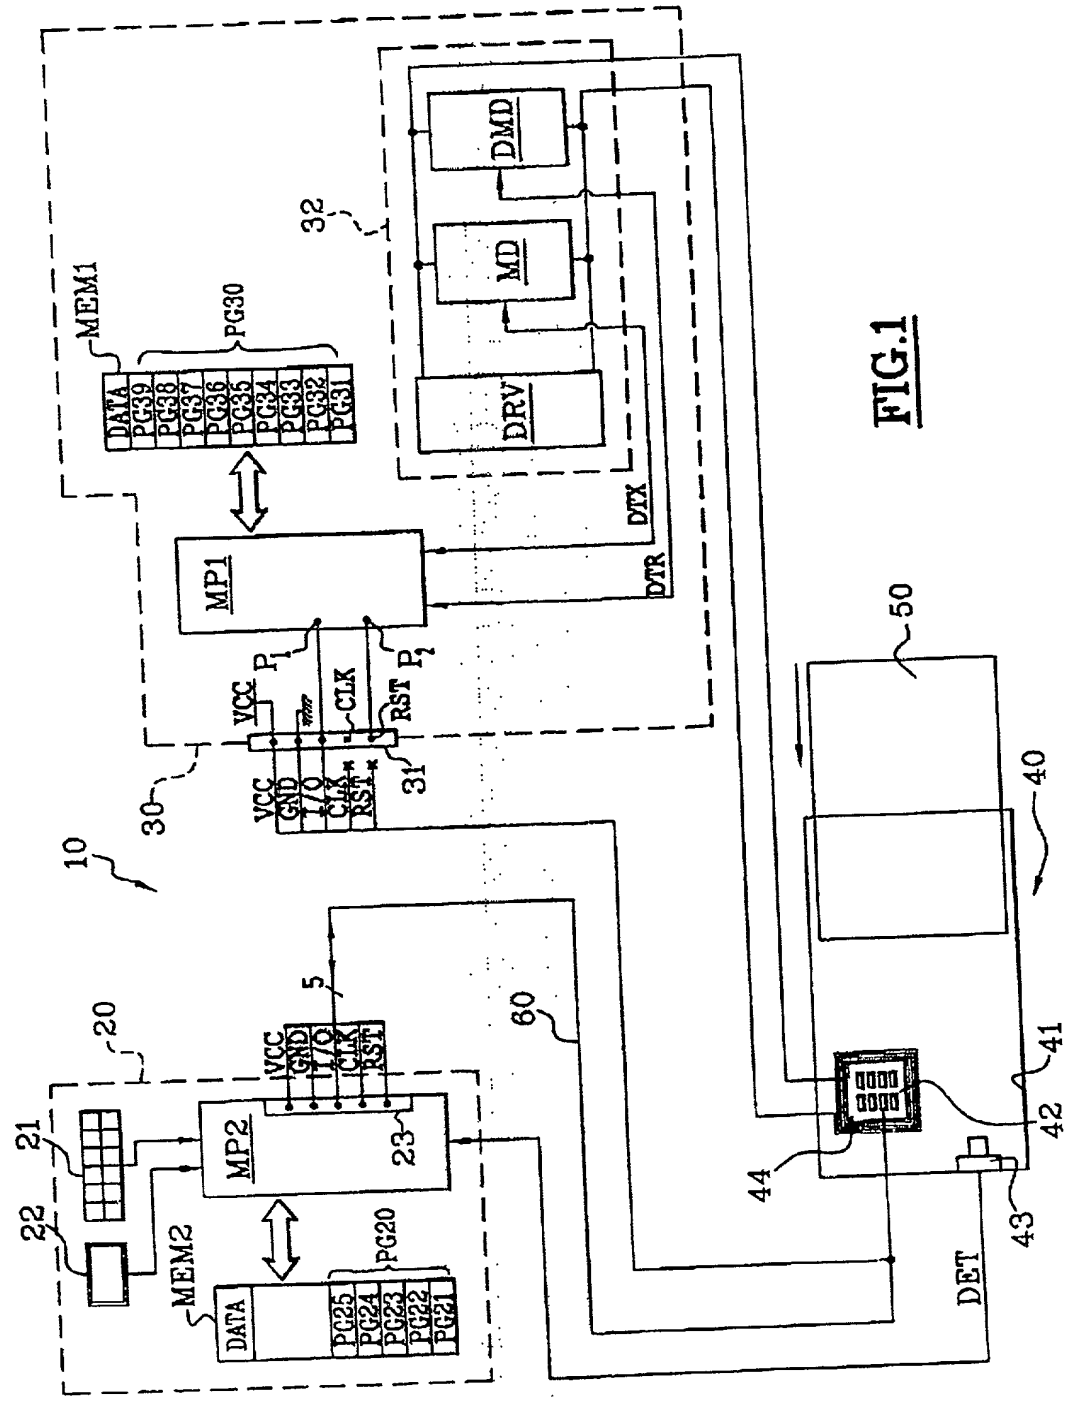 10
20
21
22
MEM2
DATA
PG25
PG24
PG23
PG22
PG21
PG20
MP2
23
VCC
GND
I/O
CLK
RST
5
60
30
31
VCC
GND
I/O
CLK
RST
VCC
CLK
RST
P1
P2
MP1
MEM1
DATA
PG39
PG38
PG37
PG36
PG35
PG34
PG33
PG32
PG31
PG30
32
DRV
MD
DMD
DTX
DTR
DET
40
41
42
43
44
50
FIG.1